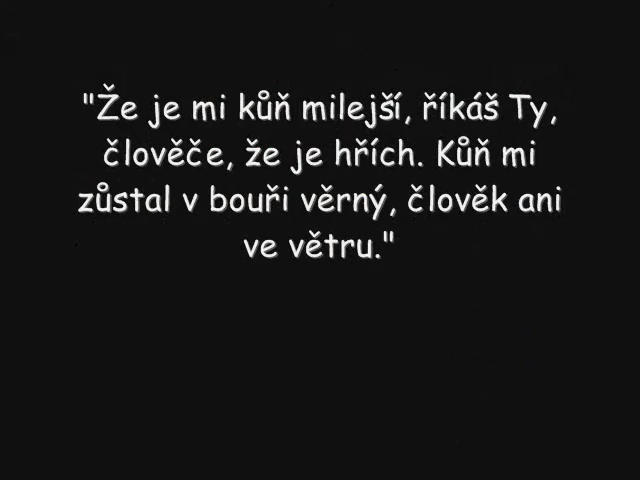 "Že je mi kůň milejší, říkáš Ty,
člověče, že je hřích. Kůň mi
zůstal v bouři věrný, člověk ani
ve větru."